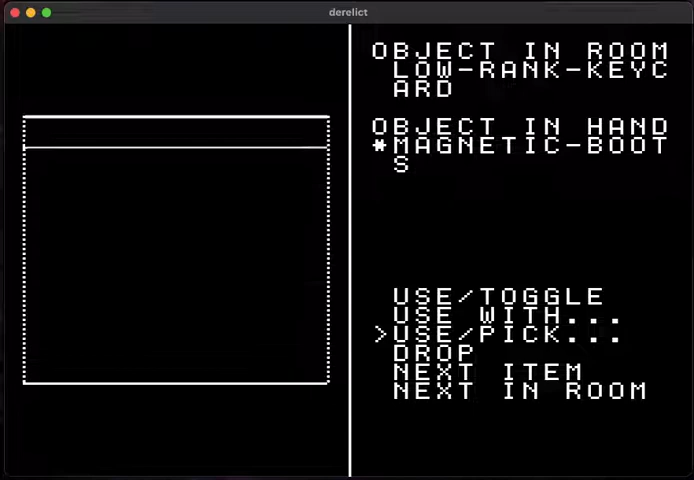 derelict
OBJECT IN ROOM
LOW-RANK-KEYC
ARD
OBJECT IN HAND
*MAGNETIC-BOOT
S
USE/TOGGLE
USE WITH...
>USE/PICK...
DROP
NEXT ITEM
NEXT IN ROOM